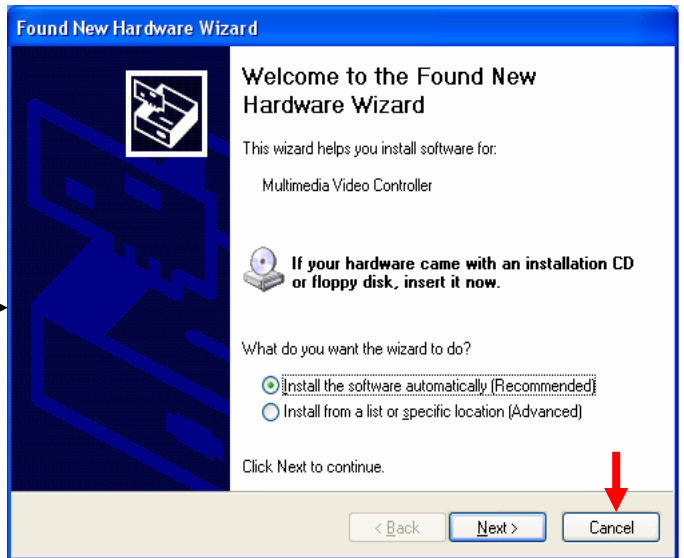 Found New Hardware Wizard
Welcome to the Found New
Hardware Wizard
This wizard helps you install software for:
Multimedia Video Controller
If your hardware came with an installation CD
or floppy disk, insert it now.
What do you want the wizard to do?
Install the software automatically (Recommended)
Install from a list or specific location (Advanced)
Click Next to continue.
< Back Next > Cancel